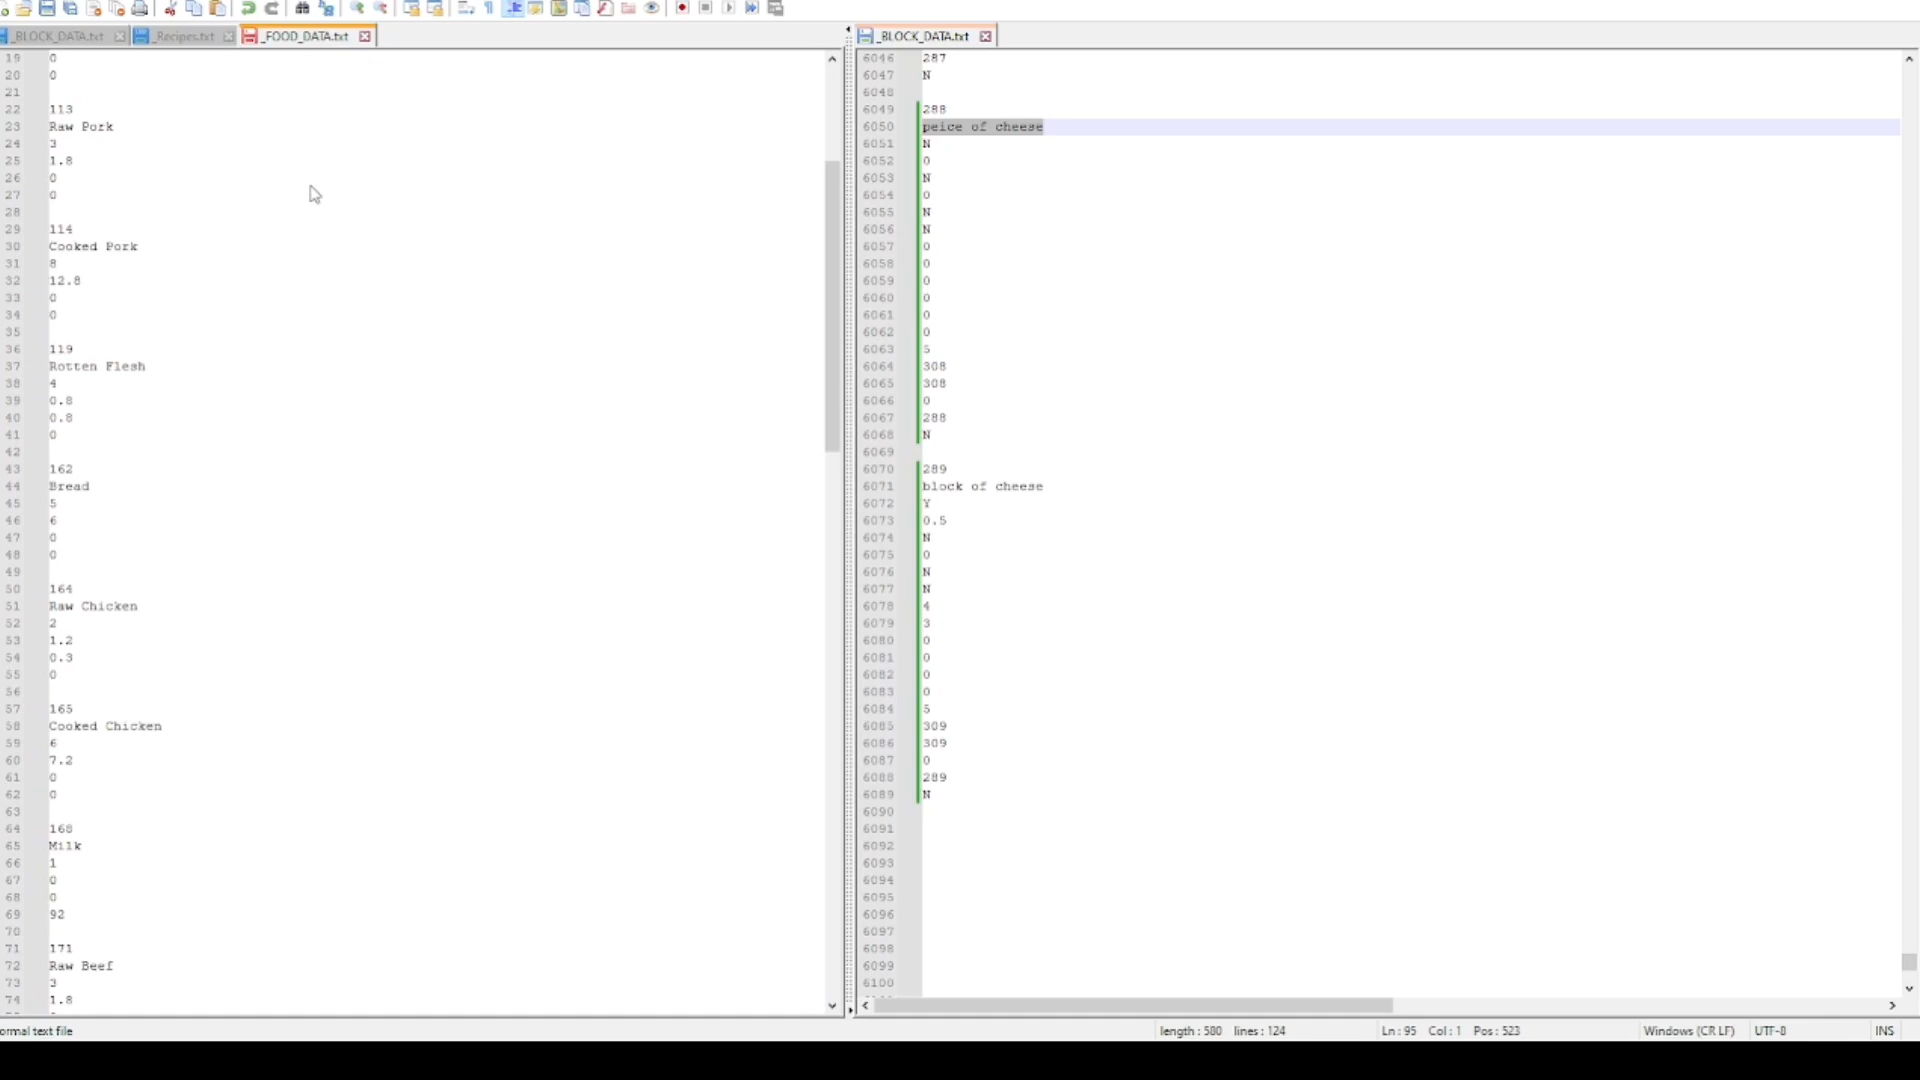 _BLOCK_DATA.txt
_Recipes.txt
_FOOD_DATA.txt
19 0
20 0
21
22 113
23 Raw Pork
24 3
25 1.8
26 0
27 0
28
29 114
30 Cooked Pork
31 8
32 12.8
33 0
34 0
35
36 119
37 Rotten Flesh
38 4
39 0.8
40 0.8
41 0
42
43 162
44 Bread
45 5
46 6
47 0
48 0
49
50 164
51 Raw Chicken
52 2
53 1.2
54 0.3
55 0
56
57 165
58 Cooked Chicken
59 6
60 7.2
61 0
62 0
63
64 168
65 Milk
66 1
67 0
68 0
69 92
70
71 171
72 Raw Beef
73 3
74 1.8
_BLOCK_DATA.txt
6046 287
6047 N
6048
6049 288
6050 peice of cheese
6051 N
6052 0
6053 N
6054 0
6055 N
6056 N
6057 0
6058 0
6059 0
6060 0
6061 0
6062 0
6063 5
6064 308
6065 308
6066 0
6067 288
6068 N
6069
6070 289
6071 block of cheese
6072 Y
6073 0.5
6074 N
6075 0
6076 N
6077 N
6078 4
6079 3
6080 0
6081 0
6082 0
6083 0
6084 5
6085 309
6086 309
6087 0
6088 289
6089 N
6090
6091
6092
6093
6094
6095
6096
6097
6098
6099
6100
ormal text file
length : 580 lines : 124
Ln : 95 Col : 1 Pos : 523
Windows (CR LF)
UTF-8
INS